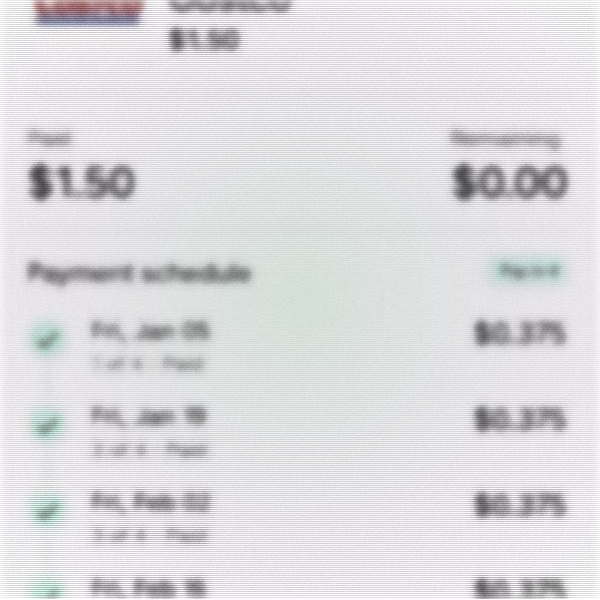 Costco
$1.50
Paid
Remaining
$1.50
$0.00
Payment schedule
Pay in 4
Fri, Jan 05
$0.375
1 of 4 · Paid
Fri, Jan 19
$0.375
2 of 4 · Paid
Fri, Feb 02
$0.375
3 of 4 · Paid
Fri, Feb 16
$0.375